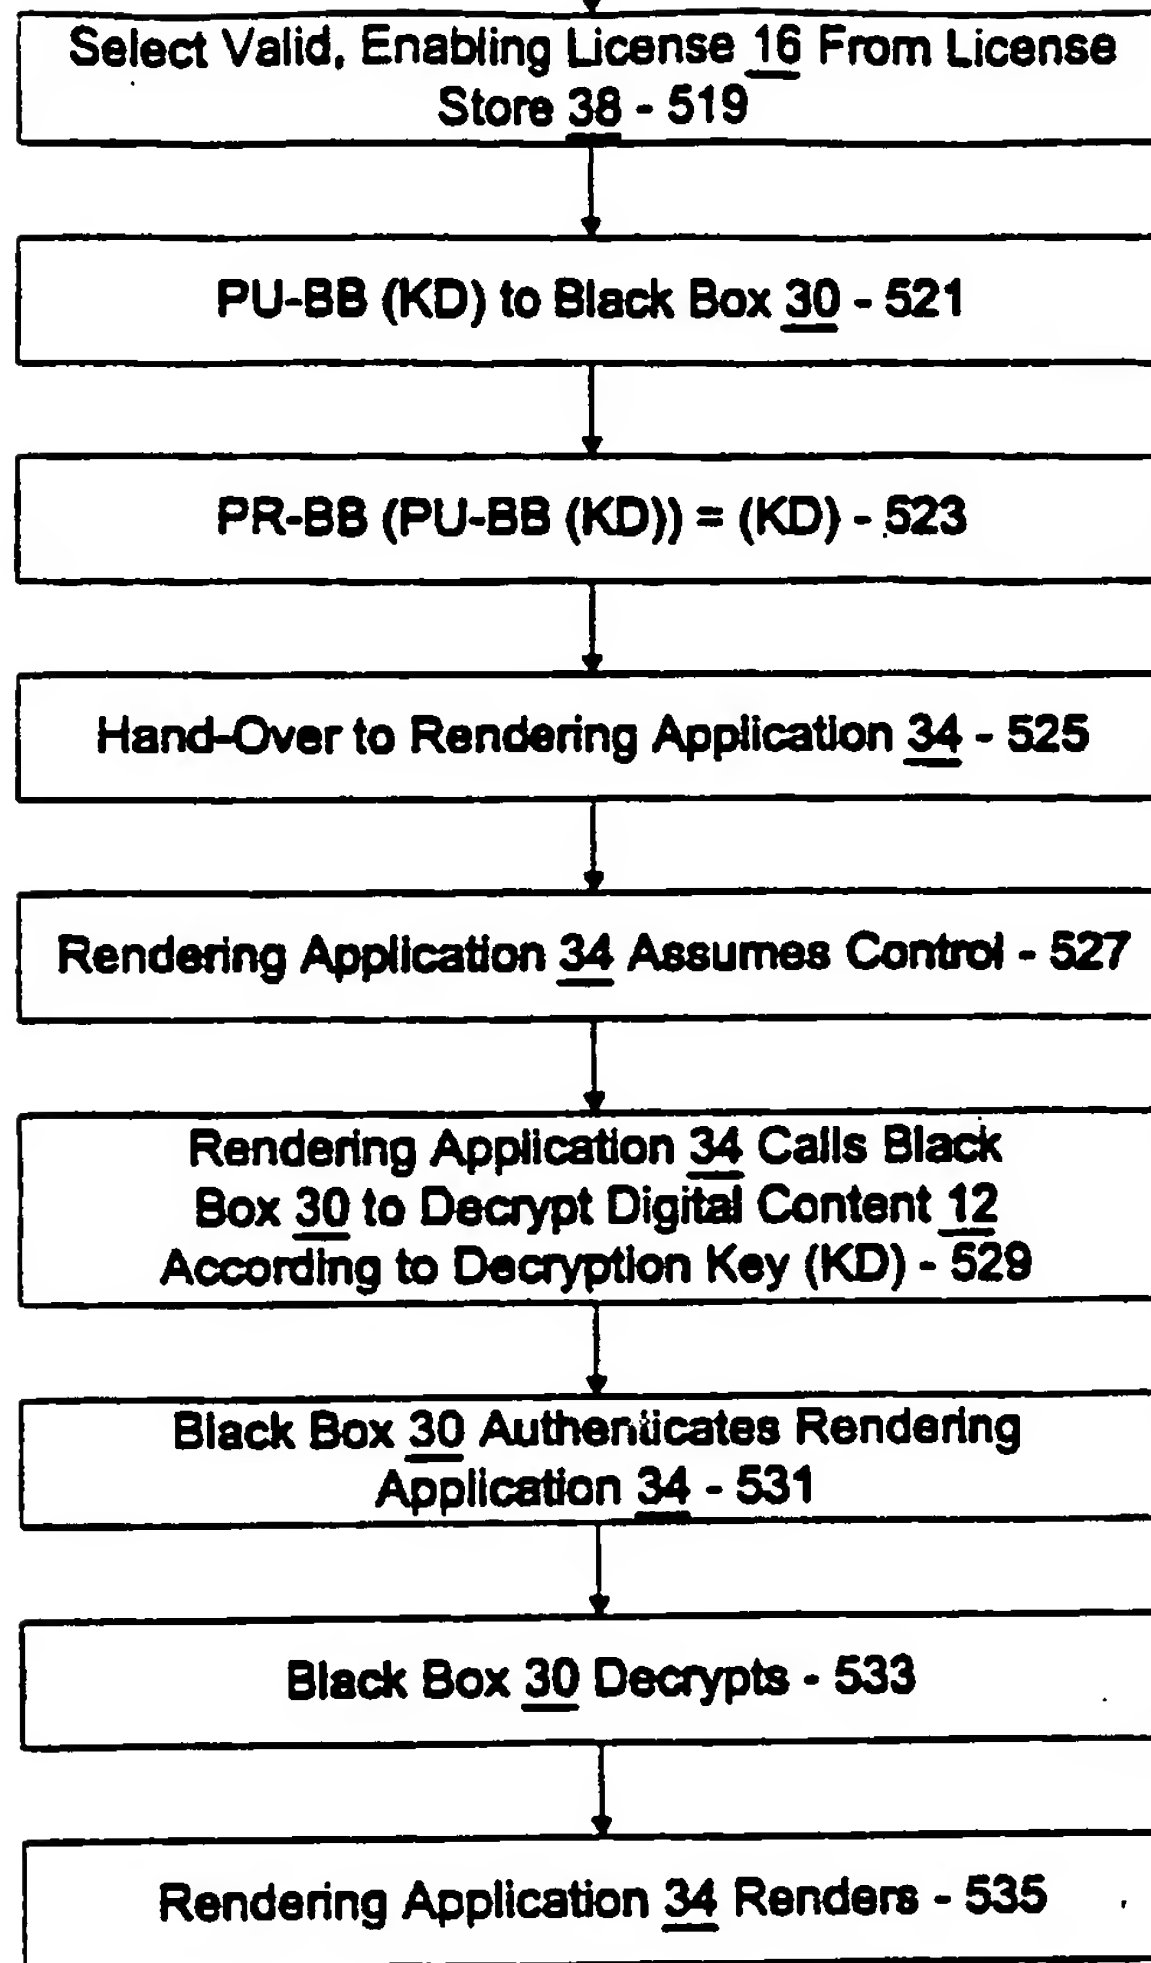 Select Valid, Enabling License 16 From License
Store 38 - 519
PU-BB (KD) to Black Box 30 - 521
PR-BB (PU-BB (KD)) = (KD) - 523
Hand-Over to Rendering Application 34 - 525
Rendering Application 34 Assumes Control - 527
Rendering Application 34 Calls Black
Box 30 to Decrypt Digital Content 12
According to Decryption Key (KD) - 529
Black Box 30 Authenticates Rendering
Application 34 - 531
Black Box 30 Decrypts - 533
Rendering Application 34 Renders - 535